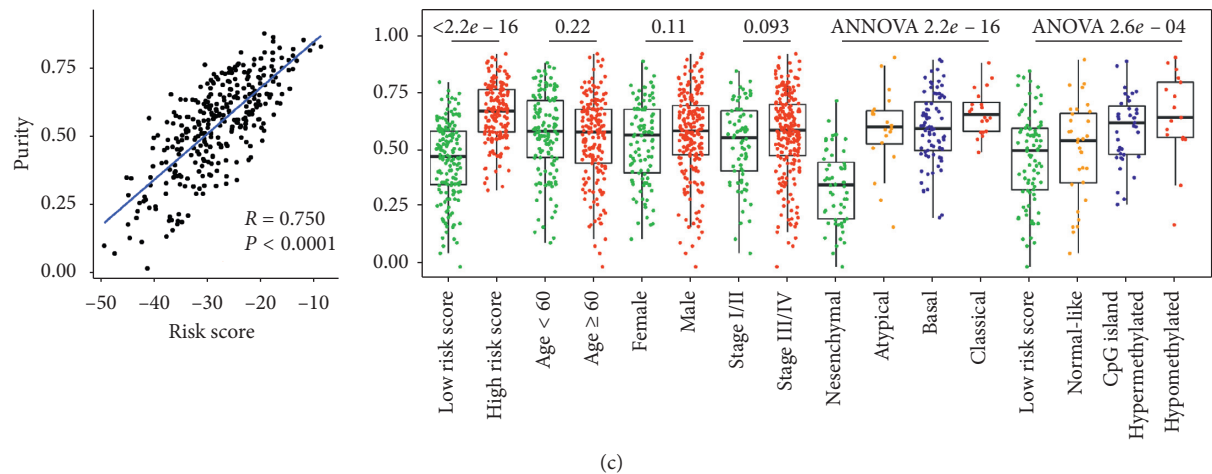 Purity
0.75
0.50
0.25
0.00
R = 0.750
P < 0.0001
−50 −40 −30 −20 −10
Risk score
<2.2e − 16 0.22 0.11 0.093 ANNOVA 2.2e − 16 ANOVA 2.6e − 04
1.00
0.75
0.50
0.25
0.00
Low risk score
High risk score
Age < 60
Age ≥ 60
Female
Male
Stage I/II
Stage III/IV
Nesenchymal
Atypical
Basal
Classical
Low risk score
Normal-like
CpG island
Hypermethylated
Hypomethylated
(c)